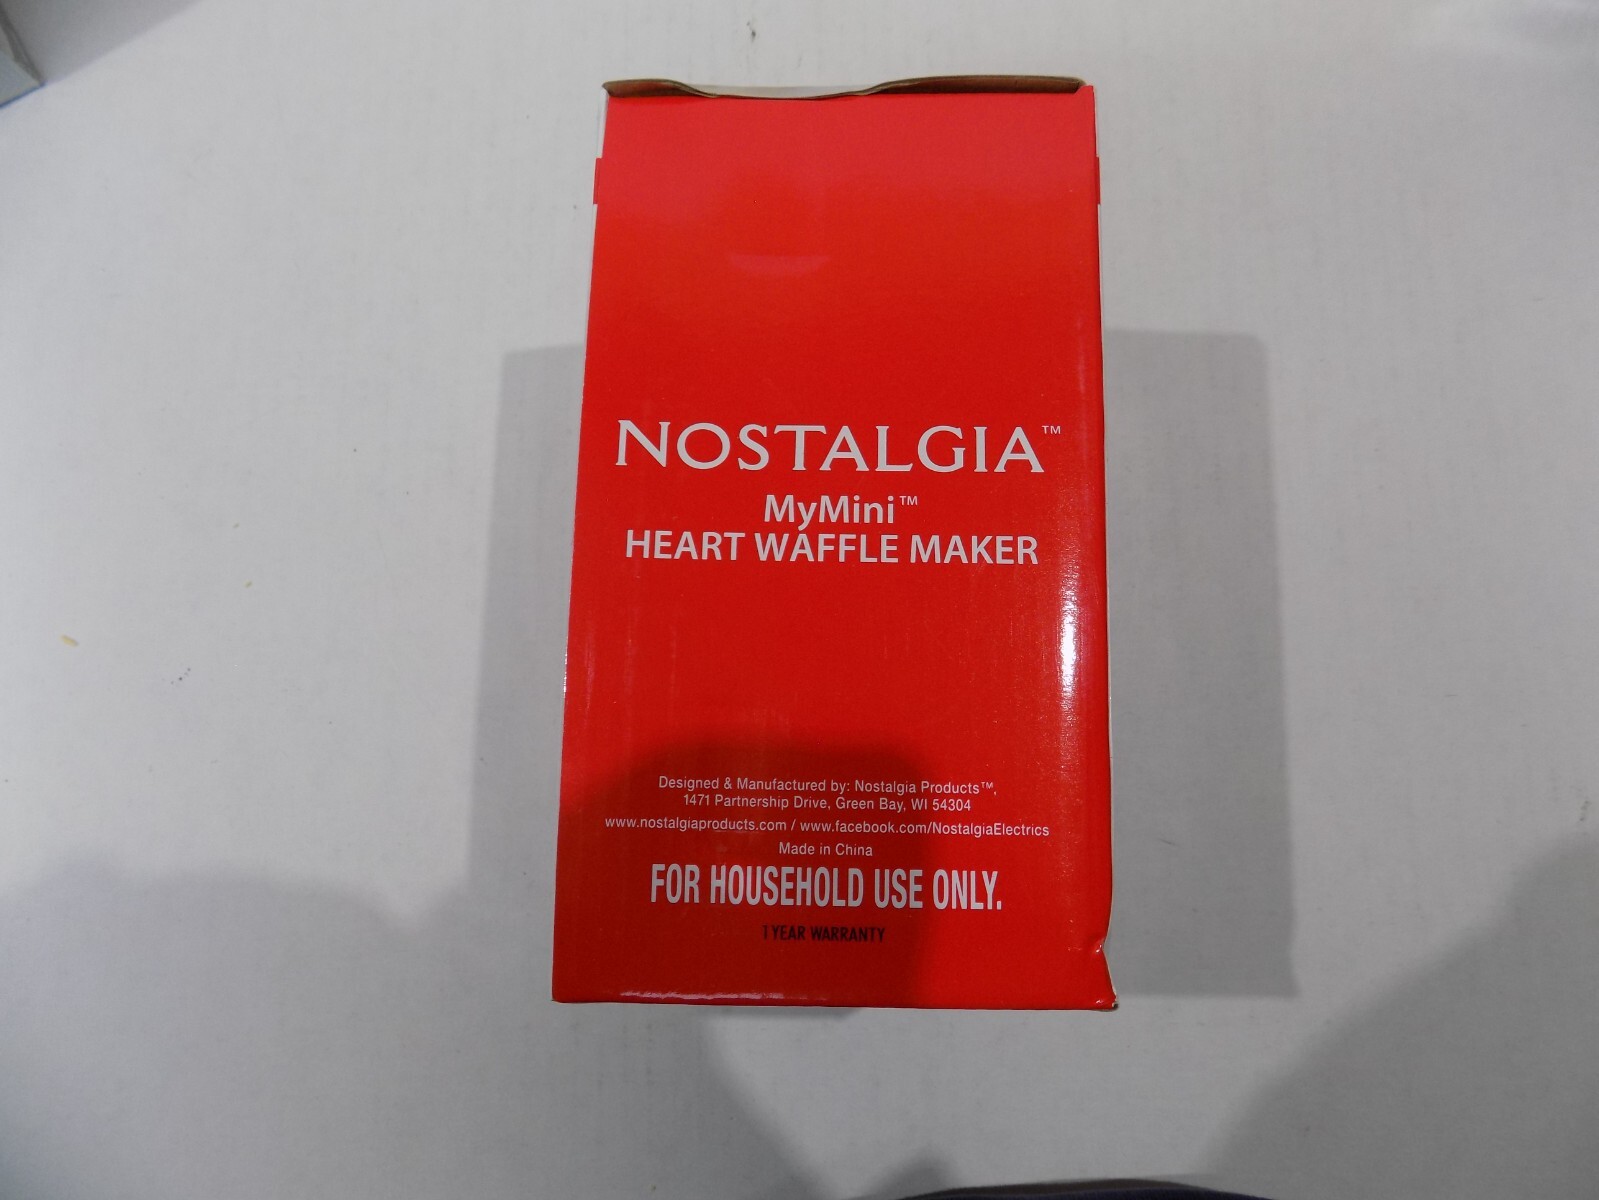 NOSTALGIA™
MyMini™
HEART WAFFLE MAKER
Designed & Manufactured by: Nostalgia Products™,
1471 Partnership Drive, Green Bay, WI 54304
www.nostalgiaproducts.com / www.facebook.com/NostalgiaElectrics
Made in China
FOR HOUSEHOLD USE ONLY.
1 YEAR WARRANTY